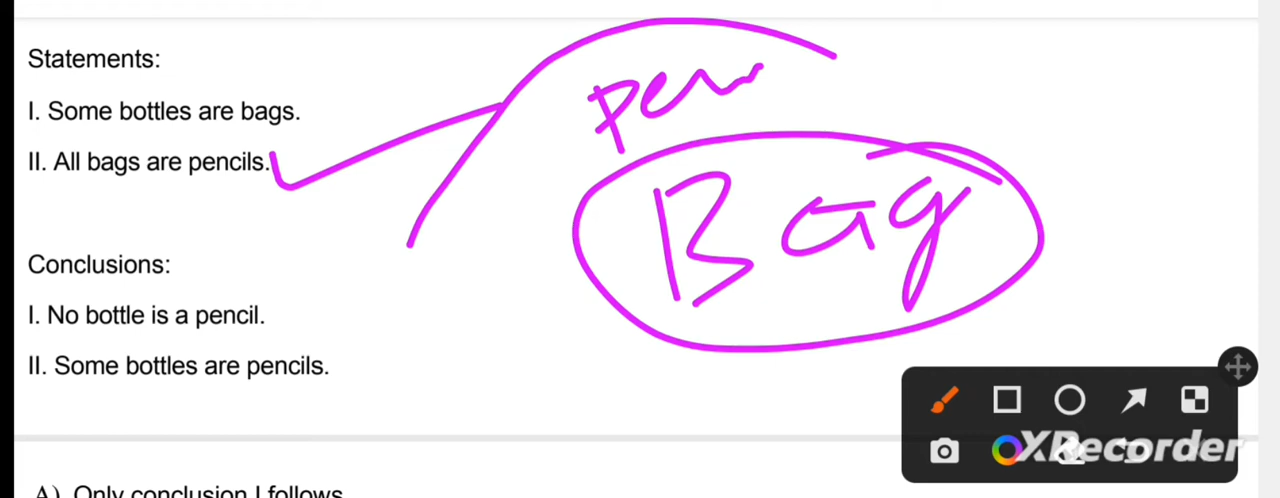 Statements:
I. Some bottles are bags.
II. All bags are pencils.
Pen
Bag
Conclusions:
I. No bottle is a pencil.
II. Some bottles are pencils.
XRecorder
A). Only conclusion I follows